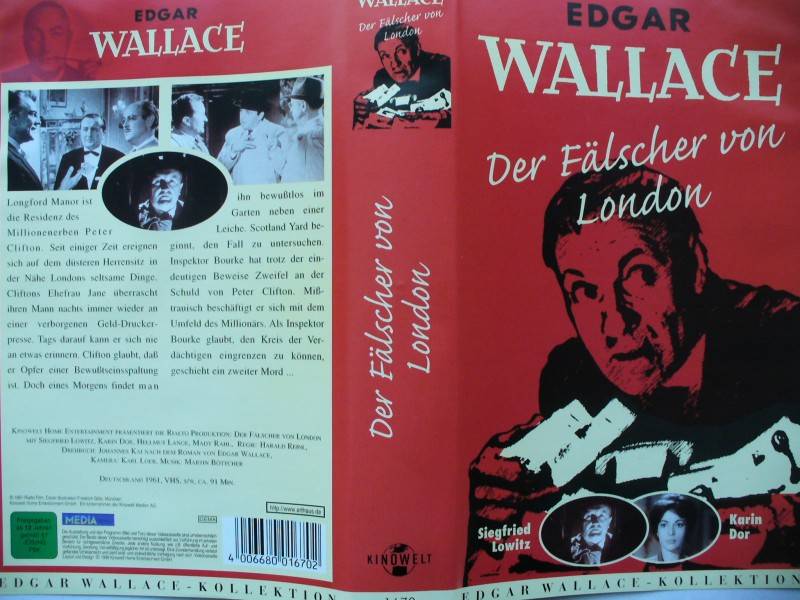 EDGAR
WALLACE
Longford Manor ist
die Residenz des
Millionenerben Peter
Clifton. Seit einiger Zeit ereignen
sich auf dem düsteren Herrensitz in
der Nähe Londons seltsame Dinge.
Cliftons Ehefrau Jane überrascht
ihren Mann nachts immer wieder an
einer verborgenen Geld-Drucker-
presse. Tags darauf kann er sich nie
an etwas erinnern. Clifton glaubt, daß
er Opfer einer Bewußtseinsspaltung
ist. Doch eines Morgens findet man
ihn bewußtlos im
Garten neben einer
Leiche. Scotland Yard be-
ginnt, den Fall zu untersuchen.
Inspektor Bourke hat trotz der ein-
deutigen Beweise Zweifel an der
Schuld von Peter Clifton. Miß-
trauisch beschäftigt er sich mit dem
Umfeld des Millionärs. Als Inspektor
Bourke glaubt, den Kreis der Ver-
dächtigen eingrenzen zu können,
geschieht ein zweiter Mord ...
KINOWELT HOME ENTERTAINMENT PRÄSENTIERT DIE RIALTO PRODUKTION: DER FÄLSCHER VON LONDON
MIT SIEGFRIED LOWITZ, KARIN DOR, HELLMUT LANGE, MADY RAHL, REGIE: HARALD REINL,
DREHBUCH: JOHANNES KAI NACH DEM ROMAN VON EDGAR WALLACE,
KAMERA: KARL LOEB, MUSIK: MARTIN BÖTTCHER
DEUTSCHLAND 1961, VHS, S/W, CA. 91 MIN.
http://www.arthaus.de
Freigegeben
ab 12 Jahren
gemäß §7
JÖSchG
FSK
MEDIA
GEMA
4 006680 016702
EDGAR WALLACE-KOLLEKTION
WALLACE
Der Fälscher von
London
Der Fälscher von
London
KINOWELT
EDGAR
WALLACE
Der Fälscher von
London
Siegfried
Lowitz
Karin
Dor
EDGAR WALLACE-KOLLEKTION